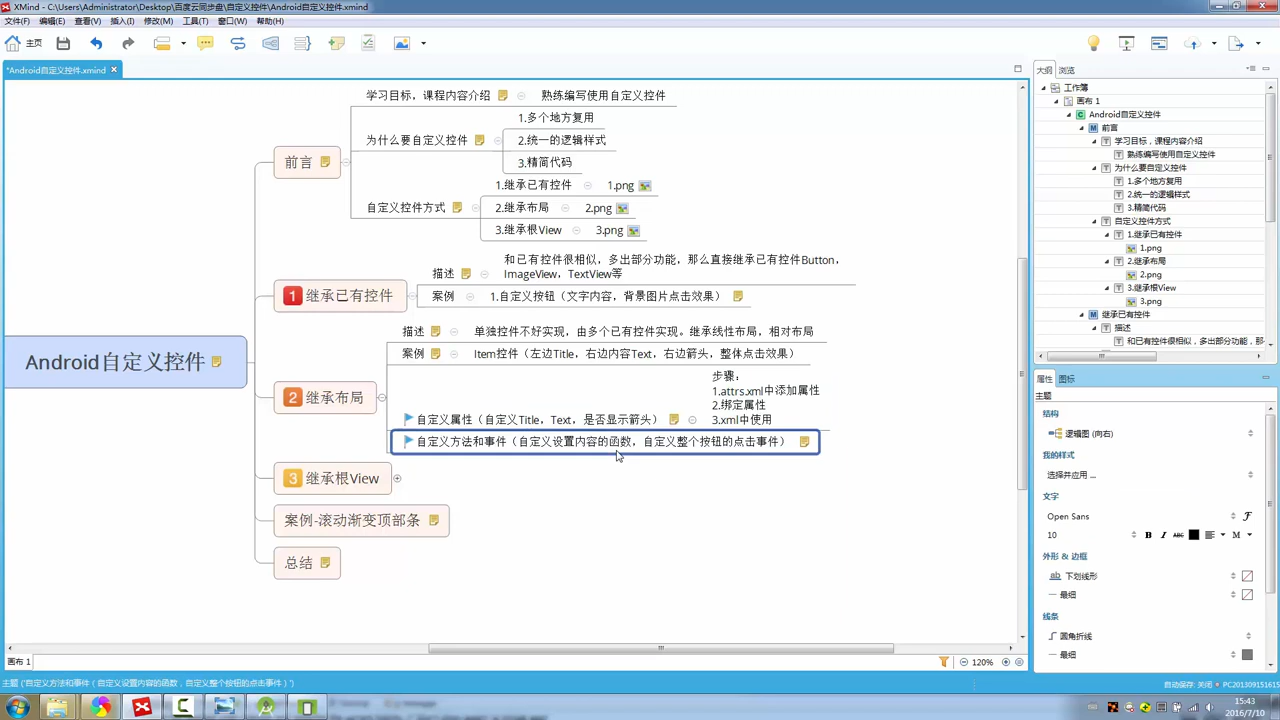 XMind - C:\Users\Administrator\Desktop\百度云同步盘\自定义控件\Android自定义控件.xmind
文件(F) 编辑(E) 查看(V) 插入(I) 修改(M) 工具(T) 窗口(W) 帮助(H)
主页
*Android自定义控件.xmind
学习目标，课程内容介绍
熟练编写使用自定义控件
为什么要自定义控件
1.多个地方复用
2.统一的逻辑样式
3.精简代码
前言
自定义控件方式
1.继承已有控件
1.png
2.继承布局
2.png
3.继承根View
3.png
1 继承已有控件
描述
和已有控件很相似，多出部分功能，那么直接继承已有控件Button，
ImageView，TextView等
案例
1.自定义按钮（文字内容，背景图片点击效果）
Android自定义控件
2 继承布局
描述
单独控件不好实现，由多个已有控件实现。继承线性布局，相对布局
案例
Item控件（左边Title，右边内容Text，右边箭头，整体点击效果）
自定义属性（自定义Title，Text，是否显示箭头）
步骤：
1.attrs.xml中添加属性
2.绑定属性
3.xml中使用
自定义方法和事件（自定义设置内容的函数，自定义整个按钮的点击事件）
3 继承根View
案例-滚动渐变顶部条
总结
画布 1
120%
主题 ('自定义方法和事件（自定义设置内容的函数，自定义整个按钮的点击事件）')
大纲 浏览
工作簿
画布 1
Android自定义控件
前言
学习目标，课程内容介绍
熟练编写使用自定义控件
为什么要自定义控件
1.多个地方复用
2.统一的逻辑样式
3.精简代码
自定义控件方式
1.继承已有控件
1.png
2.继承布局
2.png
3.继承根View
3.png
继承已有控件
描述
和已有控件很相似，多出部分功能，那
属性 图标
主题
结构
逻辑图 (向右)
我的样式
选择并应用 ...
文字
Open Sans
10
B I ABC M
外形 & 边框
ab 下划线形
最细
线条
圆角折线
最细
自动保存: 关闭 PC201309151615
15:43
2016/7/10